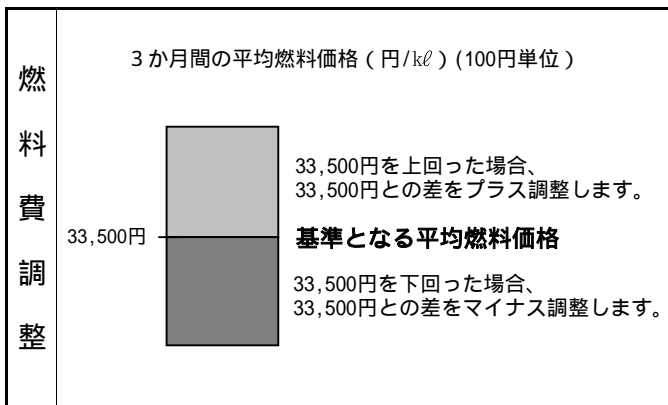 燃料費調整
3か月間の平均燃料価格(円/kℓ)(100円単位)
33,500円を上回った場合、
33,500円との差をプラス調整します。
33,500円
基準となる平均燃料価格
33,500円を下回った場合、
33,500円との差をマイナス調整します。